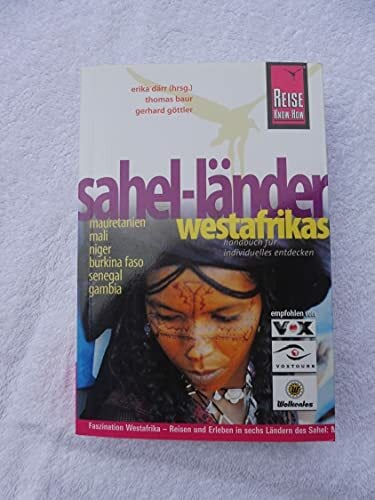 erika därr (hrsg.)
thomas baur
gerhard göttler
REISE
KNOW-HOW
sahel-länder
westafrikas
mauretanien
mali
niger
burkina faso
senegal
gambia
handbuch für
individuelles entdecken
empfohlen von
VOX
VOXTOURS
Wolkenlos
Faszination Westafrika – Reisen und Erleben in sechs Ländern des Sahel: M